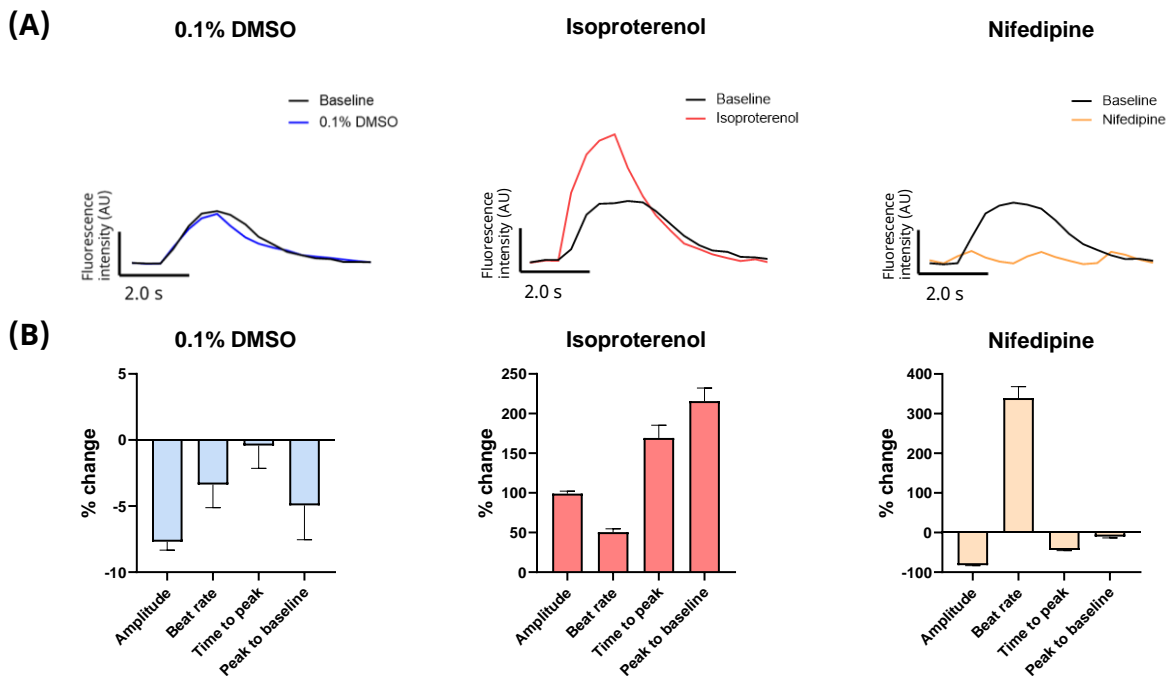 (A)
0.1% DMSO
Isoproterenol
Nifedipine
Baseline
0.1% DMSO
Fluorescence
intensity (AU)
2.0 s
Baseline
Isoproterenol
Fluorescence
intensity (AU)
2.0 s
Baseline
Nifedipine
Fluorescence
intensity (AU)
2.0 s
(B)
0.1% DMSO
% change
5
0
-5
-10
Amplitude
Beat rate
Time to peak
Peak to baseline
Isoproterenol
% change
250
200
150
100
50
0
Amplitude
Beat rate
Time to peak
Peak to baseline
Nifedipine
% change
400
300
200
100
0
-100
Amplitude
Beat rate
Time to peak
Peak to baseline